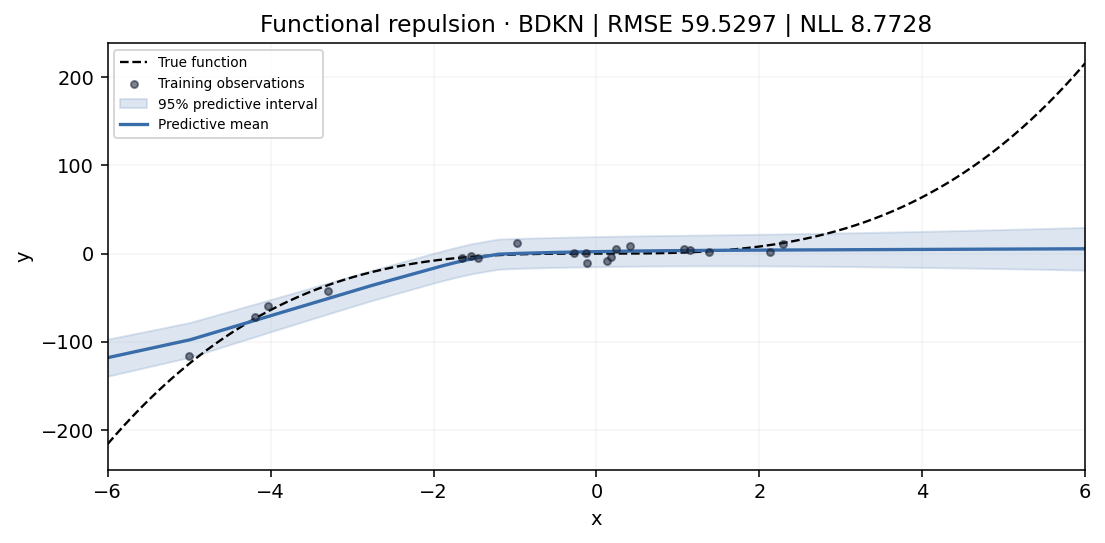 Functional repulsion · BDKN | RMSE 59.5297 | NLL 8.7728
True function
Training observations
95% predictive interval
Predictive mean
200
100
0
−100
−200
y
−6 −4 −2 0 2 4 6
x